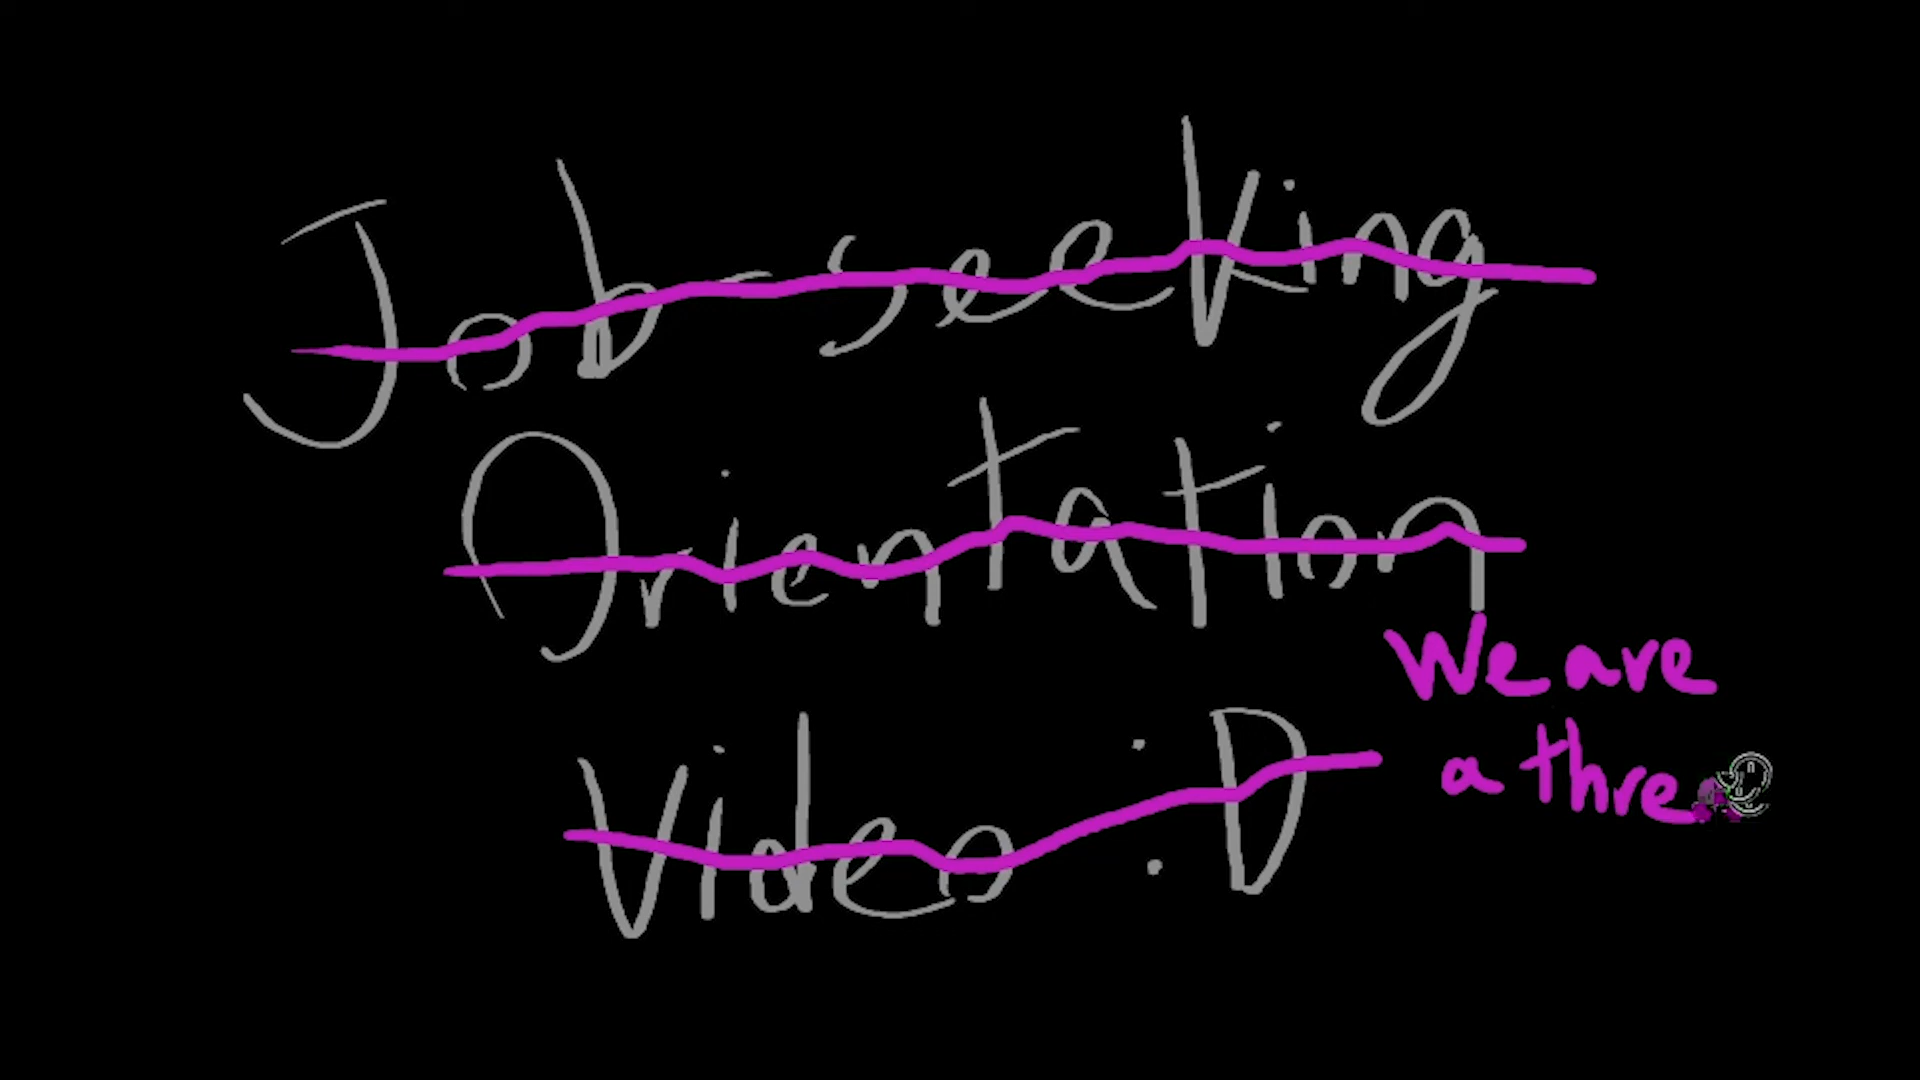 Job-seeking
Orientation
Video :D
We are
a thre